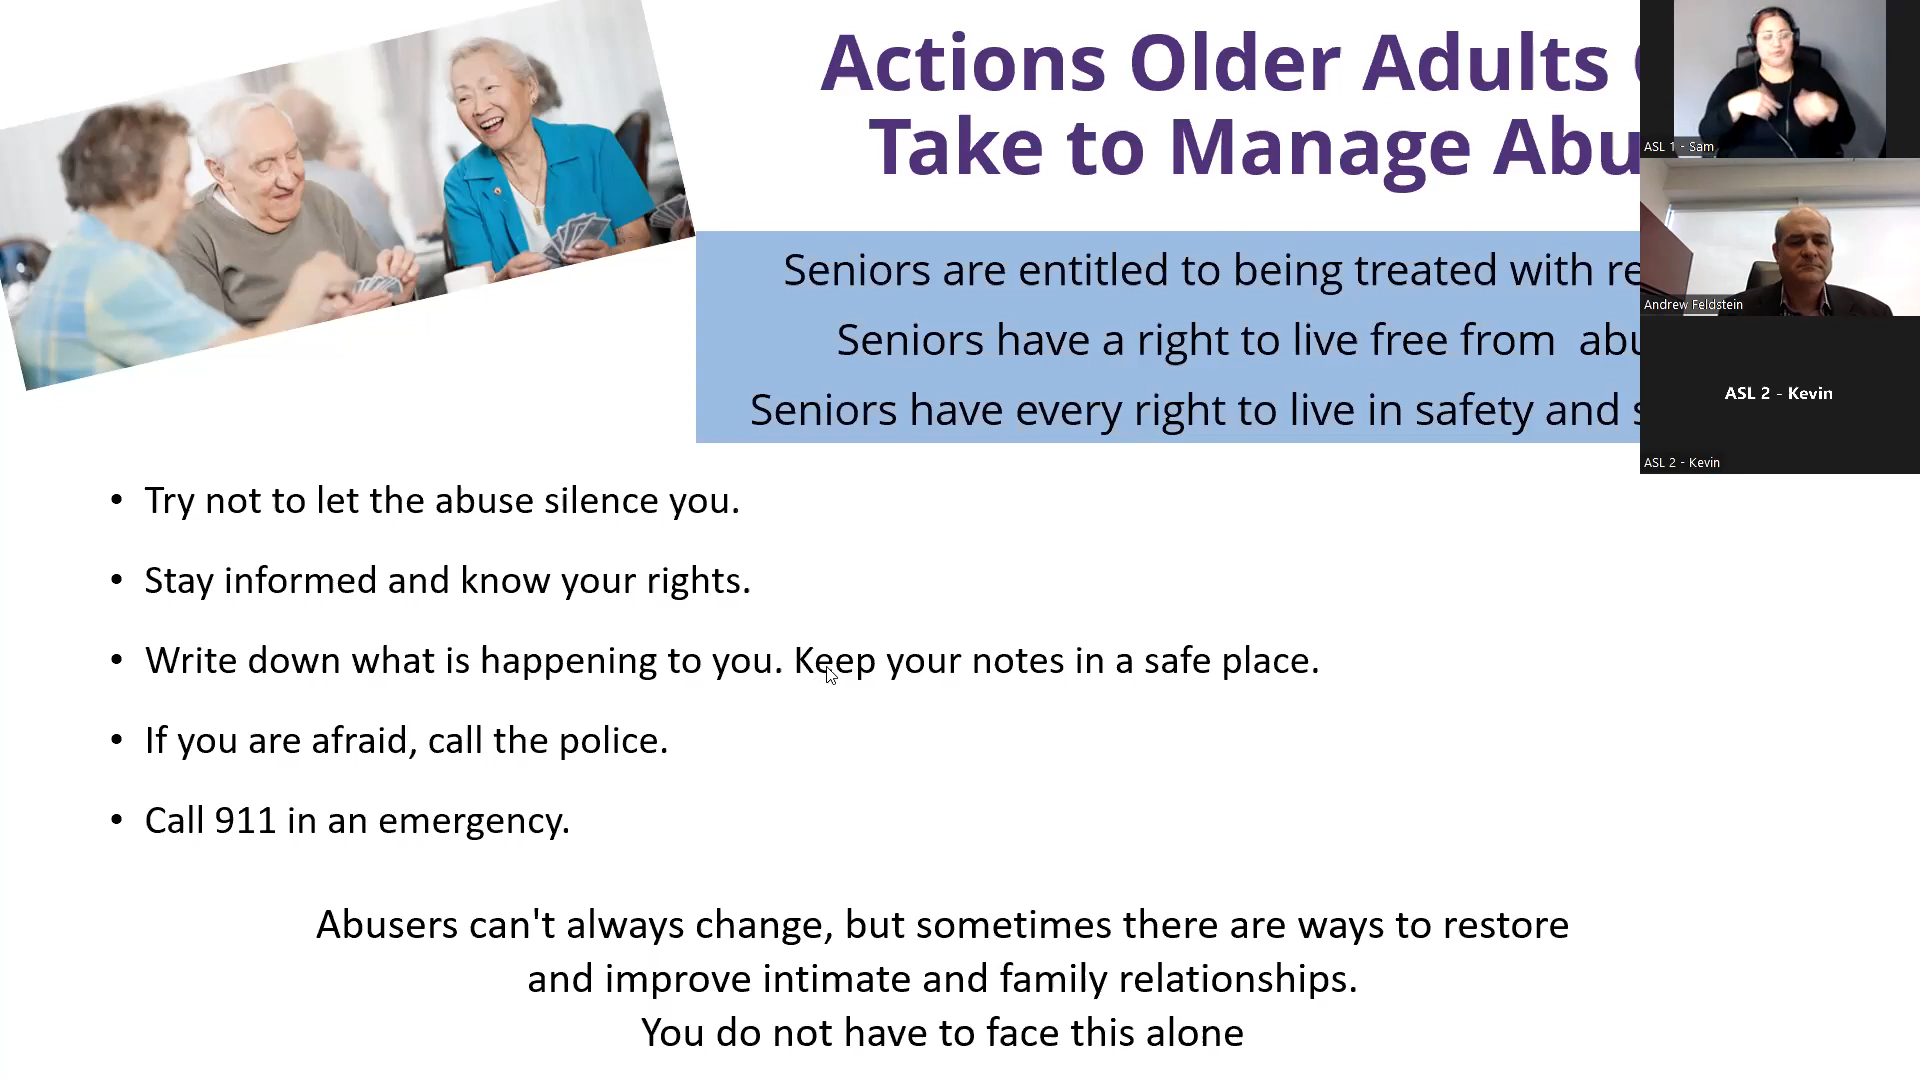 Actions Older Adults
Take to Manage
Seniors are entitled to being treated with
Seniors have a right to live free from
Seniors have every right to live in safety and
• Try not to let the abuse silence you.
• Stay informed and know your rights.
• Write down what is happening to you. Keep your notes in a safe place.
• If you are afraid, call the police.
• Call 911 in an emergency.
Abusers can't always change, but sometimes there are ways to restore
and improve intimate and family relationships.
You do not have to face this alone
ASL 1 - Sam
Andrew Feldstein
ASL 2 - Kevin
ASL 2 - Kevin